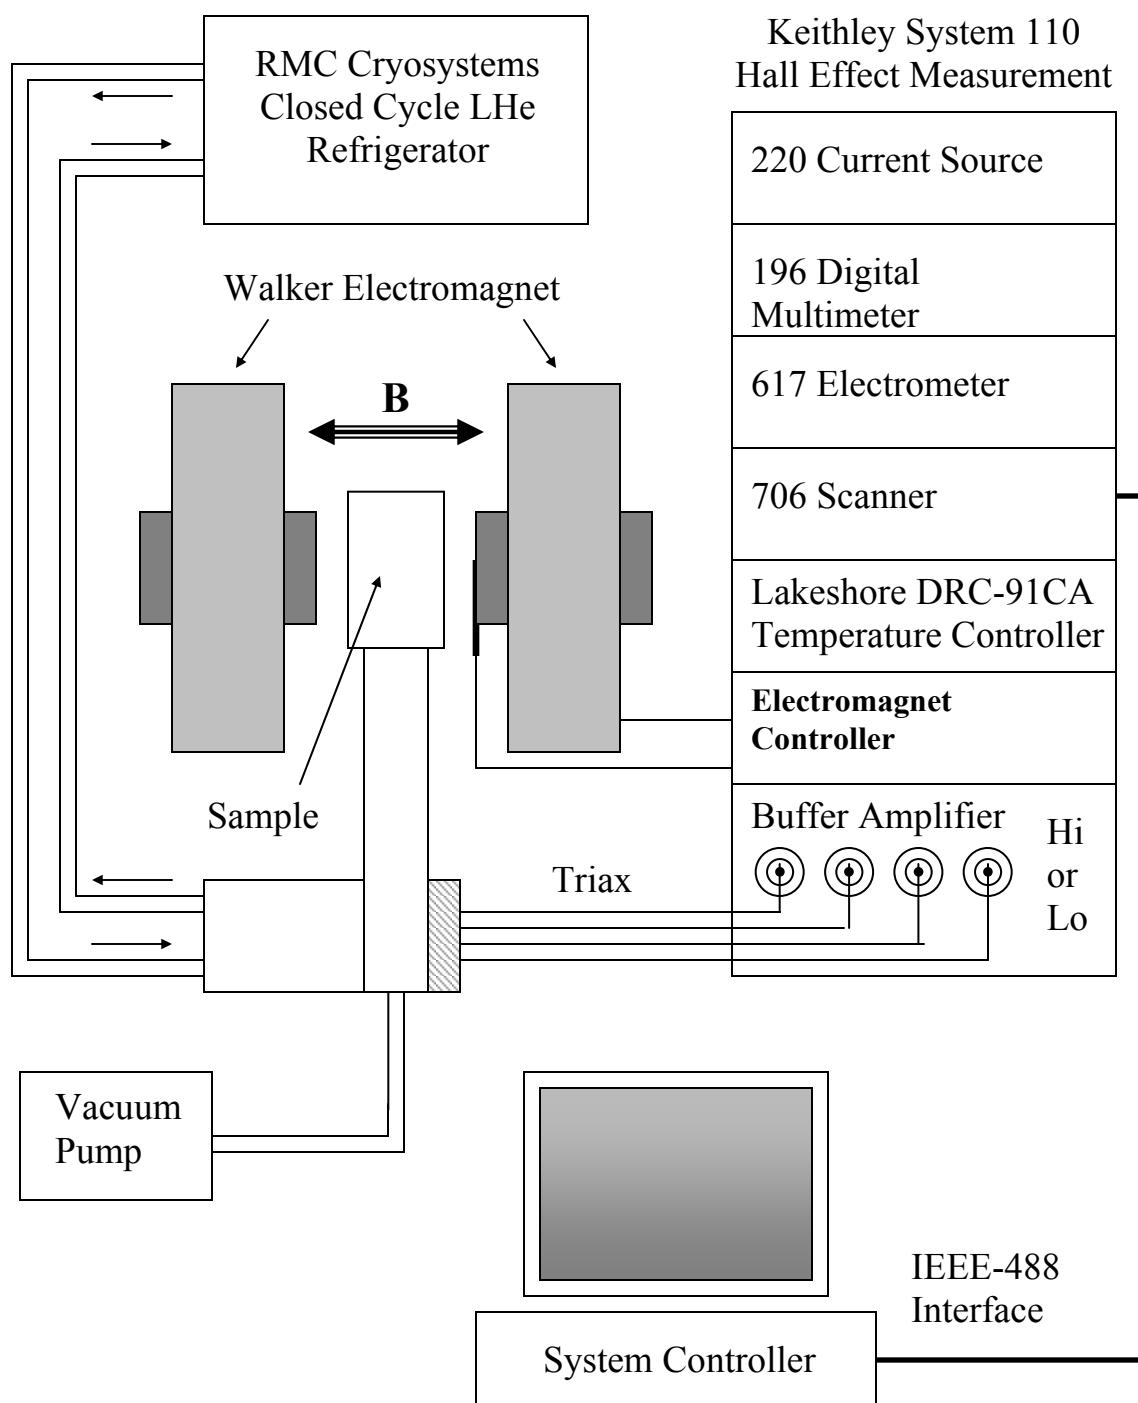 RMC Cryosystems
Closed Cycle LHe
Refrigerator
Keithley System 110
Hall Effect Measurement
220 Current Source
196 Digital
Multimeter
617 Electrometer
706 Scanner
Lakeshore DRC-91CA
Temperature Controller
Electromagnet
Controller
Buffer Amplifier
Hi
or
Lo
Walker Electromagnet
B
Sample
Triax
Vacuum
Pump
IEEE-488
Interface
System Controller